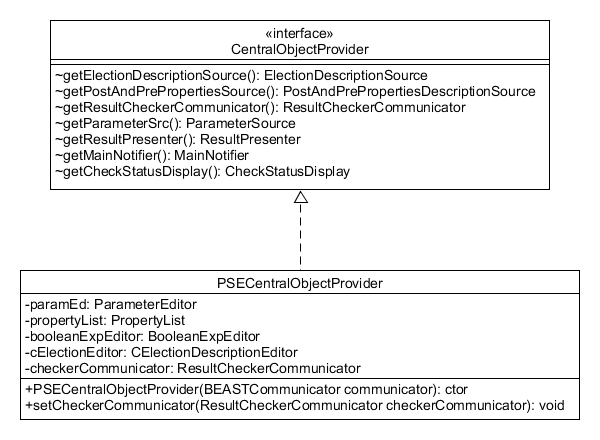 «interface»
CentralObjectProvider
~getElectionDescriptionSource(): ElectionDescriptionSource
~getPostAndPrePropertiesSource(): PostAndPrePropertiesDescriptionSource
~getResultCheckerCommunicator(): ResultCheckerCommunicator
~getParameterSrc(): ParameterSource
~getResultPresenter(): ResultPresenter
~getMainNotifier(): MainNotifier
~getCheckStatusDisplay(): CheckStatusDisplay
PSECentralObjectProvider
-paramEd: ParameterEditor
-propertyList: PropertyList
-booleanExpEditor: BooleanExpEditor
-cElectionEditor: CElectionDescriptionEditor
-checkerCommunicator: ResultCheckerCommunicator
+PSECentralObjectProvider(BEASTCommunicator communicator): ctor
+setCheckerCommunicator(ResultCheckerCommunicator checkerCommunicator): void